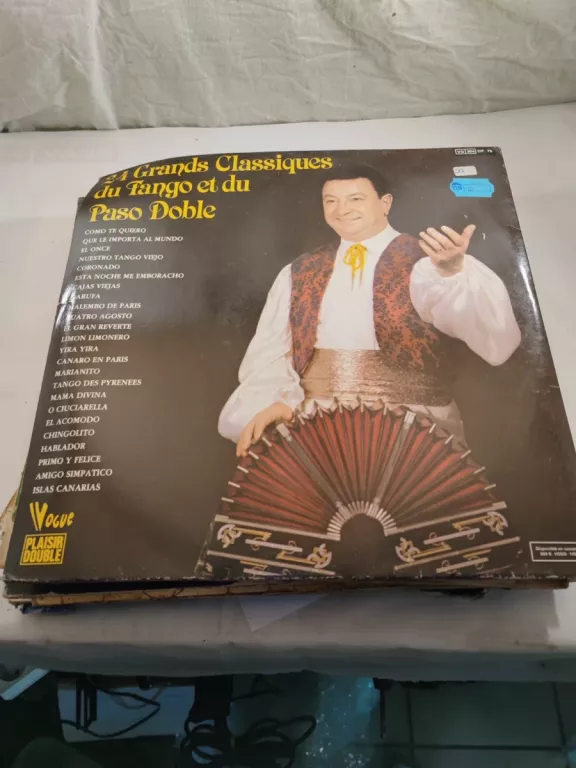 24 Grands Classiques
du Tango et du
Paso Doble
COMO TE QUIERO
QUE LE IMPORTA AL MUNDO
EL ONCE
NUESTRO TANGO VIEJO
CORONADO
ESTA NOCHE ME EMBORACHO
CAJAS VIEJAS
GARUFA
MALEMBO DE PARIS
CUATRO AGOSTO
EL GRAN REVERTE
LIMON LIMONERO
YIRA YIRA
CANARO EN PARIS
MARIANITO
TANGO DES PYRENEES
MAMA DIVINA
O CIUCIARELLA
EL ACOMODO
CHINGOLITO
HABLADOR
PRIMO Y FELICE
AMIGO SIMPATICO
ISLAS CANARIAS
VOGUE
PLAISIR
DOUBLE
Disponible en